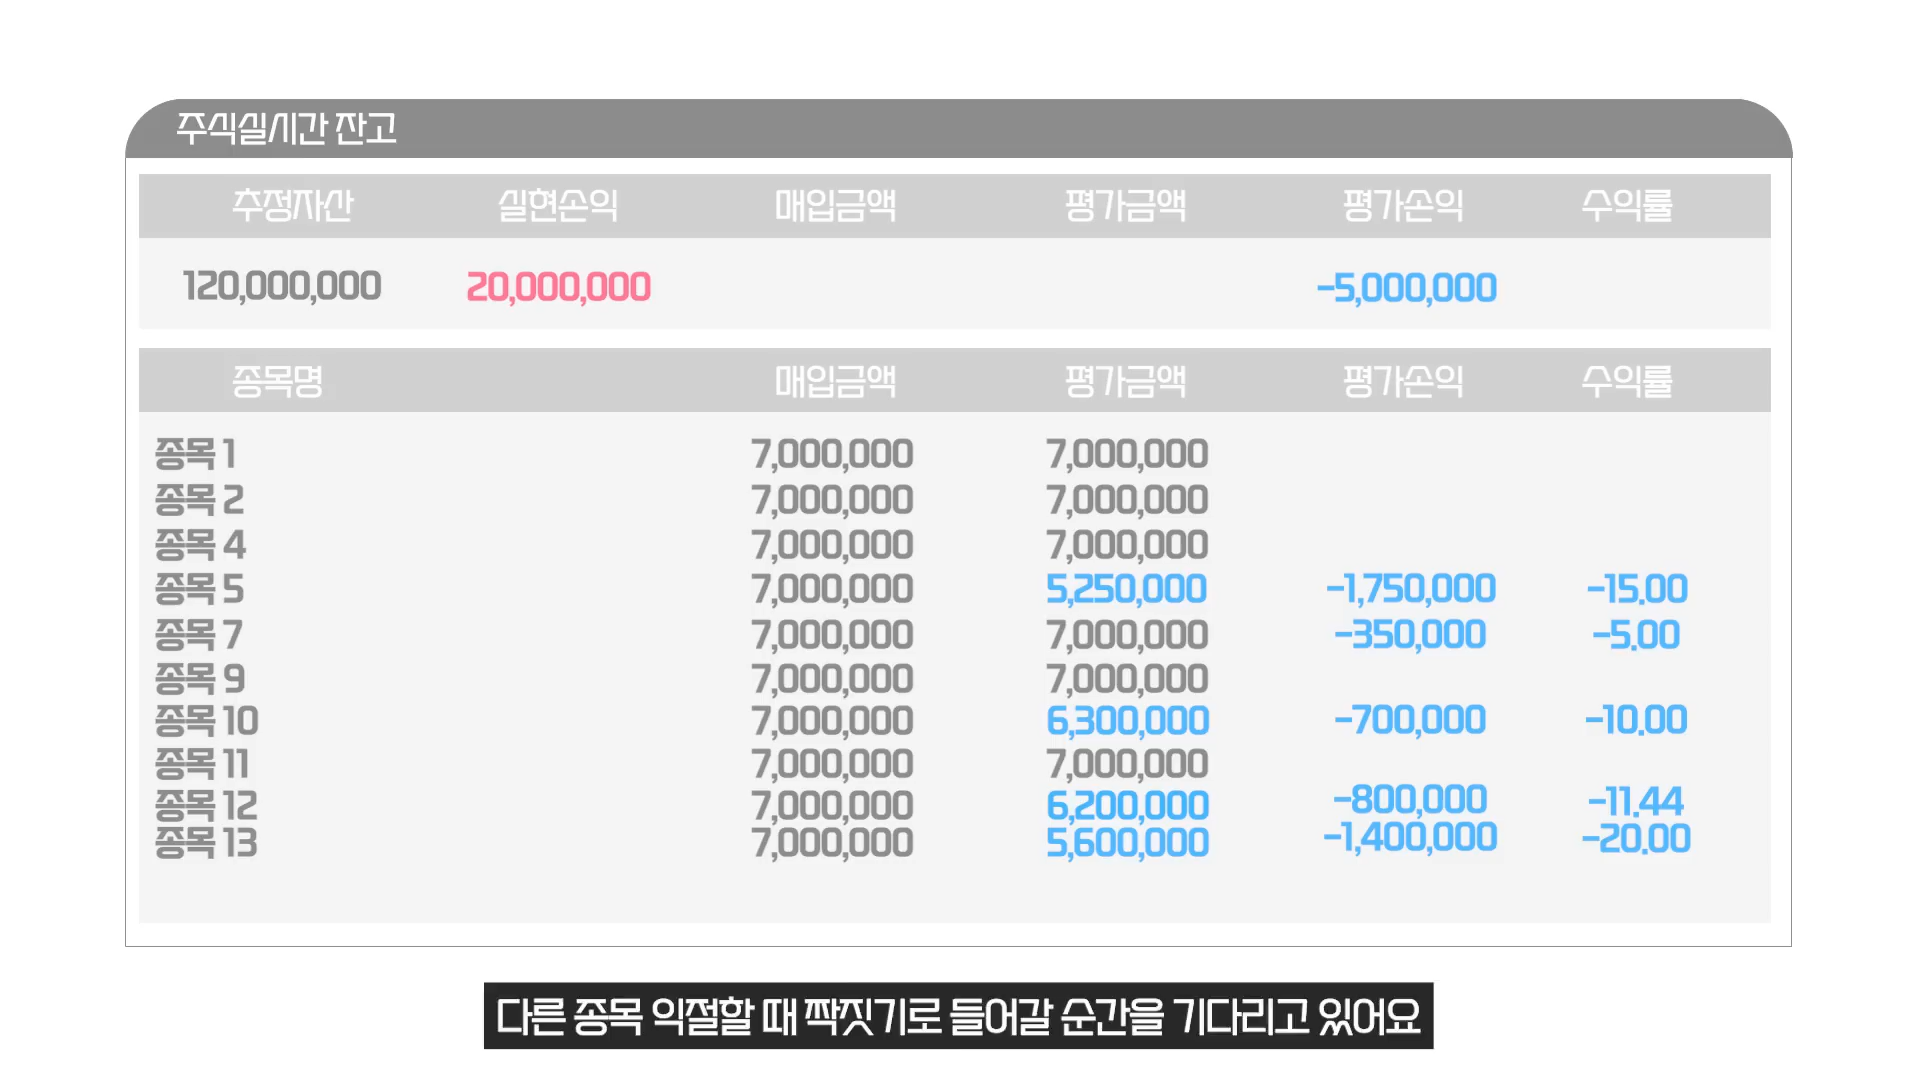 주식실시간 잔고
추정자산 실현손익 매입금액 평가금액 평가손익 수익률
120,000,000 20,000,000 -5,000,000
종목명 매입금액 평가금액 평가손익 수익률
종목 1 7,000,000 7,000,000
종목 2 7,000,000 7,000,000
종목 4 7,000,000 7,000,000
종목 5 7,000,000 5,250,000 -1,750,000 -15.00
종목 7 7,000,000 7,000,000 -350,000 -5.00
종목 9 7,000,000 7,000,000
종목 10 7,000,000 6,300,000 -700,000 -10.00
종목 11 7,000,000 7,000,000
종목 12 7,000,000 6,200,000 -800,000 -11.44
종목 13 7,000,000 5,600,000 -1,400,000 -20.00
다른 종목 익절할 때 짝짓기로 들어갈 순간을 기다리고 있어요